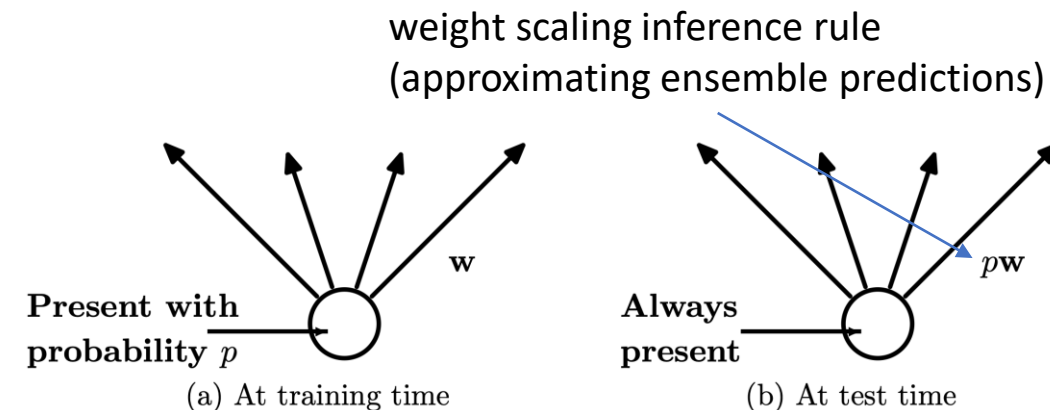 weight scaling inference rule
(approximating ensemble predictions)
w
Present with
probability p
(a) At training time
pw
Always
present
(b) At test time